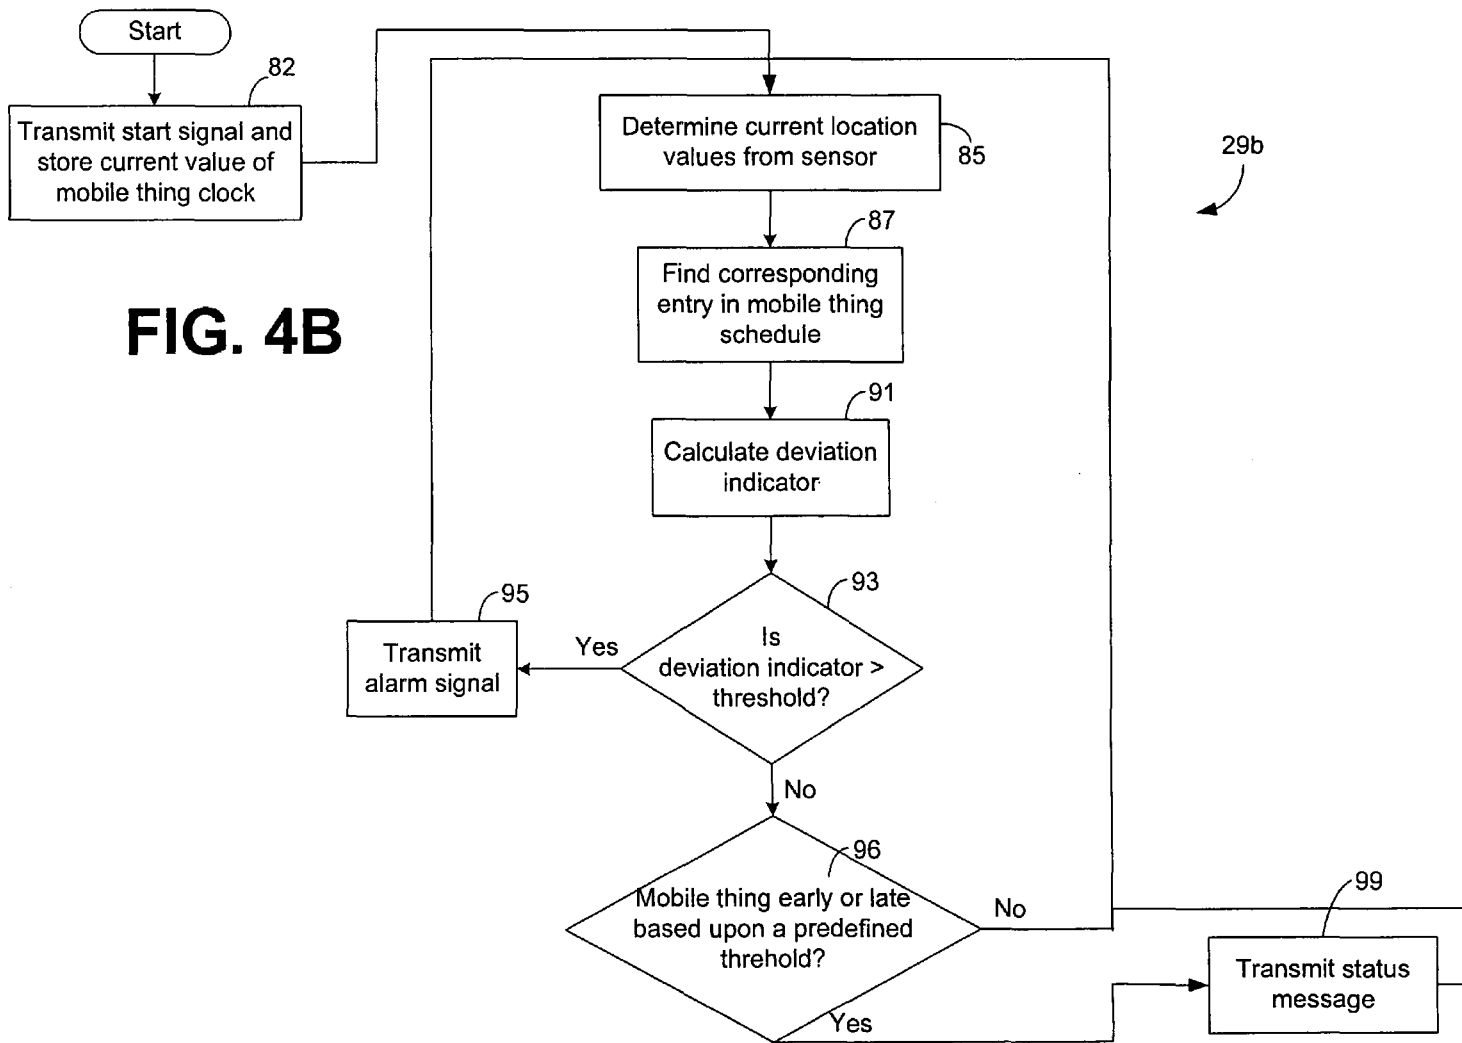 Start
82
Transmit start signal and
store current value of
mobile thing clock
Determine current location
values from sensor
85
29b
87
Find corresponding
entry in mobile thing
schedule
FIG. 4B
91
Calculate deviation
indicator
93
Is
deviation indicator >
threshold?
Yes
95
Transmit
alarm signal
No
96
Mobile thing early or late
based upon a predefined
threhold?
No
Yes
99
Transmit status
message